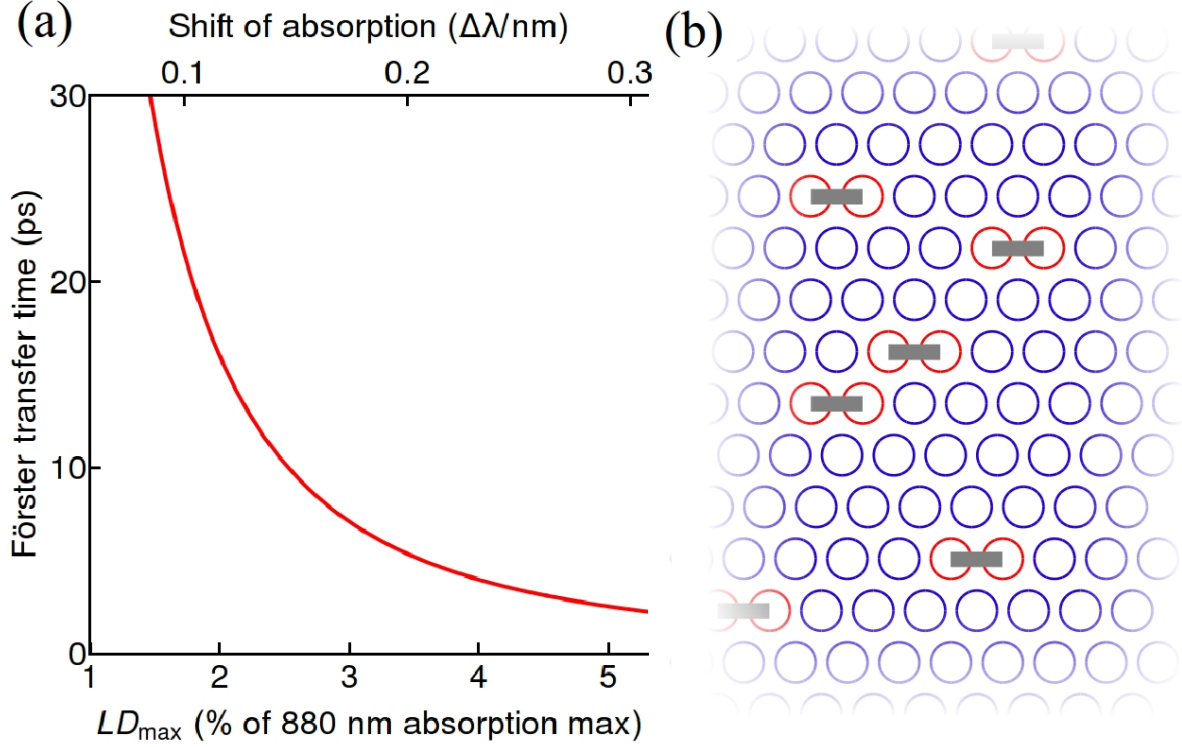 (a)
Shift of absorption (Δλ/nm)
0.1 0.2 0.3
30
20
10
0
Förster transfer time (ps)
1 2 3 4 5
LDmax (% of 880 nm absorption max)
(b)